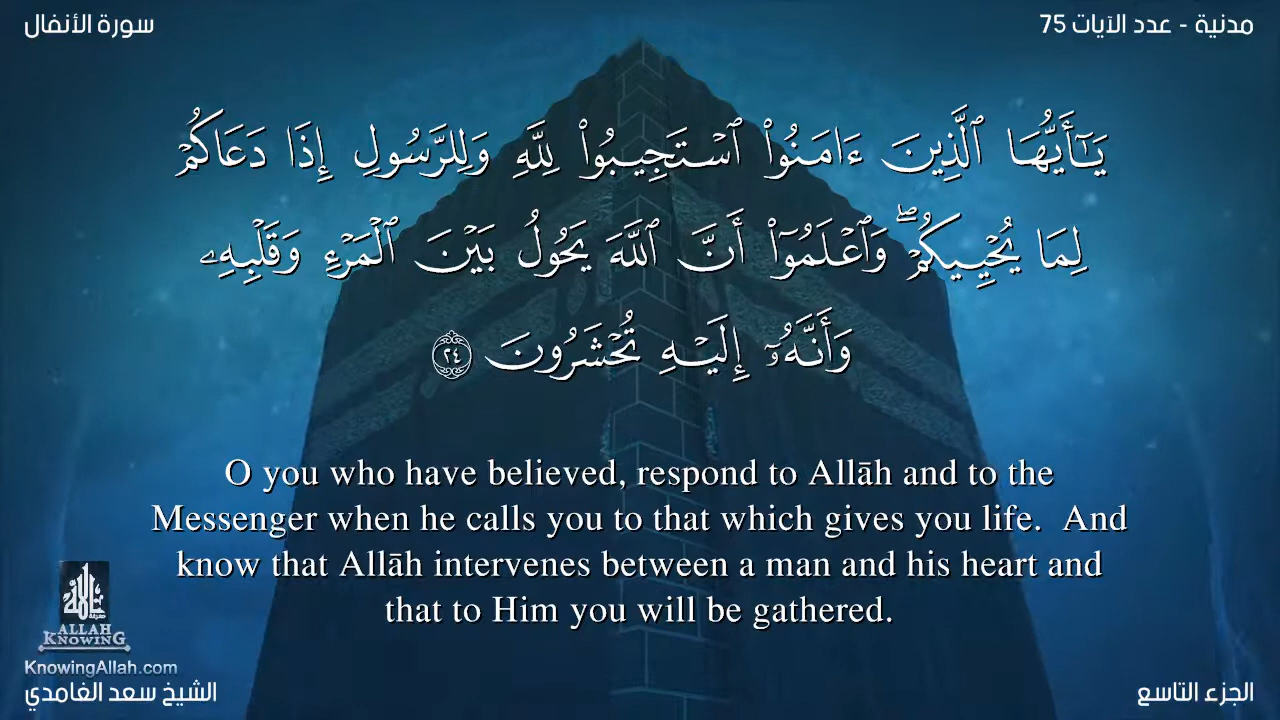 سورة الأنفال
مدنية - عدد الآيات 75
يَـٰٓأَيُّهَا ٱلَّذِينَ ءَامَنُوا۟ ٱسْتَجِيبُوا۟ لِلَّهِ وَلِلرَّسُولِ إِذَا دَعَاكُمْ
لِمَا يُحْيِيكُمْ ۖ وَٱعْلَمُوٓا۟ أَنَّ ٱللَّهَ يَحُولُ بَيْنَ ٱلْمَرْءِ وَقَلْبِهِۦ
وَأَنَّهُۥٓ إِلَيْهِ تُحْشَرُونَ ٢٤
O you who have believed, respond to Allāh and to the
Messenger when he calls you to that which gives you life. And
know that Allāh intervenes between a man and his heart and
that to Him you will be gathered.
ALLAH
KNOWING
KnowingAllah.com
الشيخ سعد الغامدي
الجزء التاسع